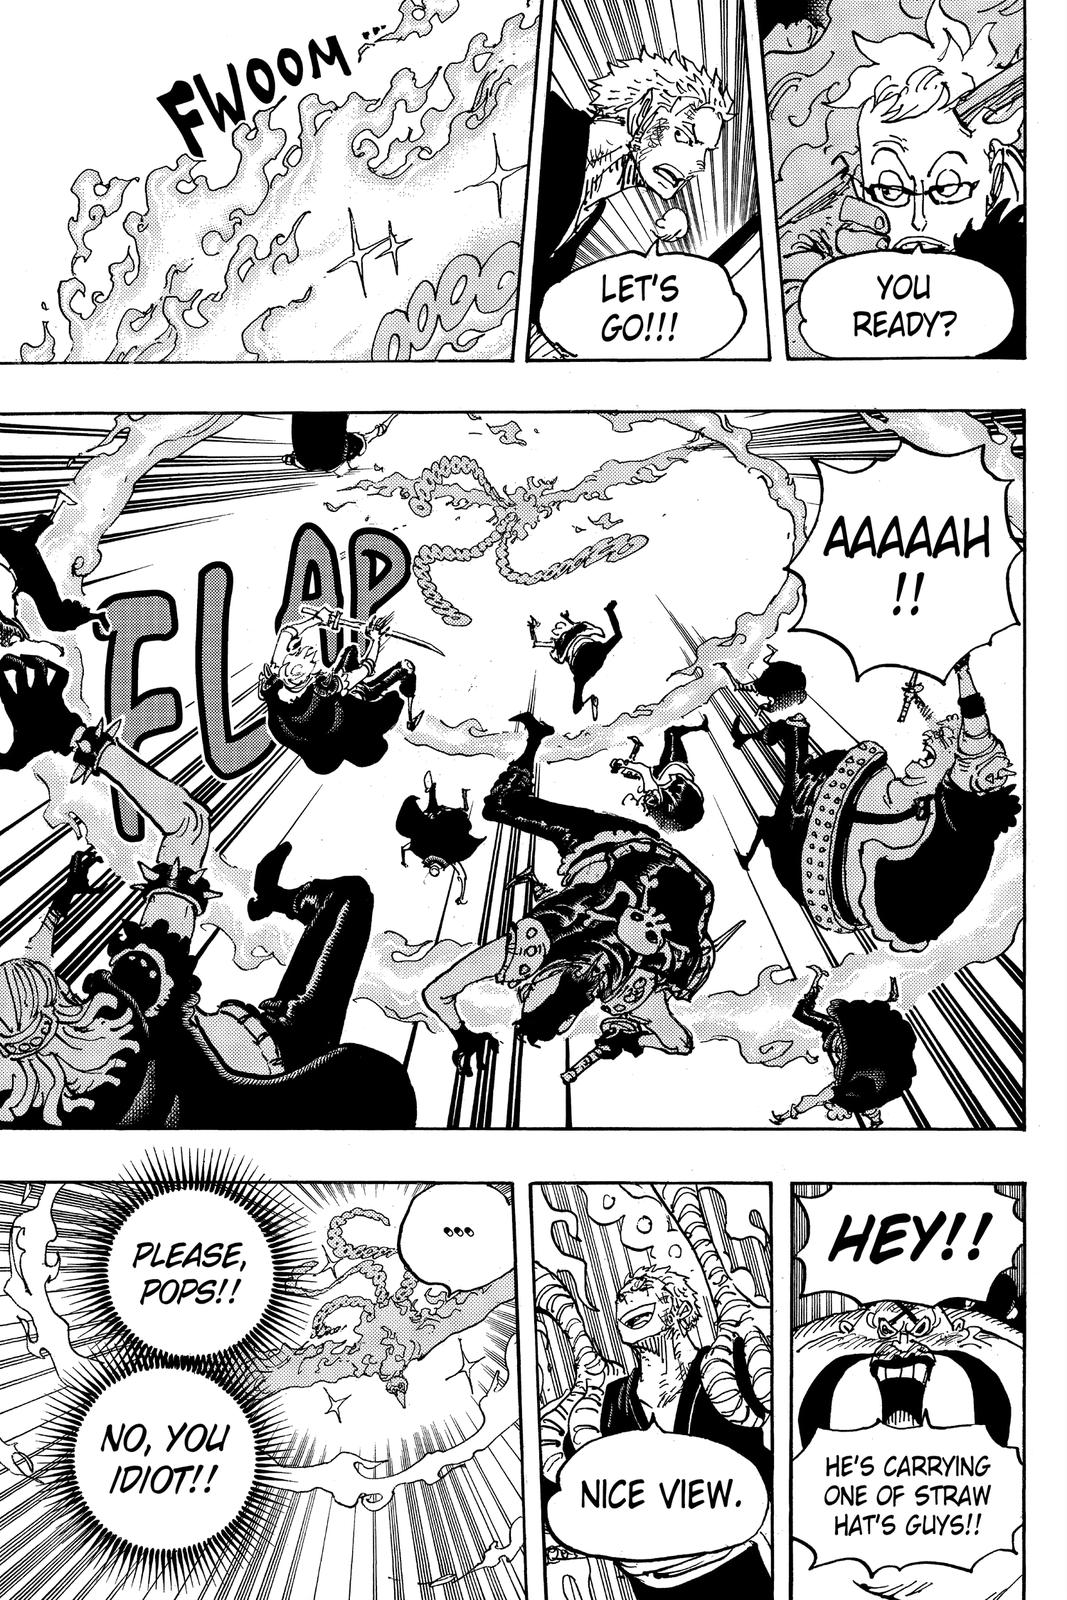 YOU
READY?
LET'S
GO!!!
FWOOM...
AAAAAH
!!
FLAP
HEY!!
HE'S CARRYING
ONE OF STRAW
HAT'S GUYS!!
NICE VIEW.
...
PLEASE,
POPS!!
NO, YOU
IDIOT!!